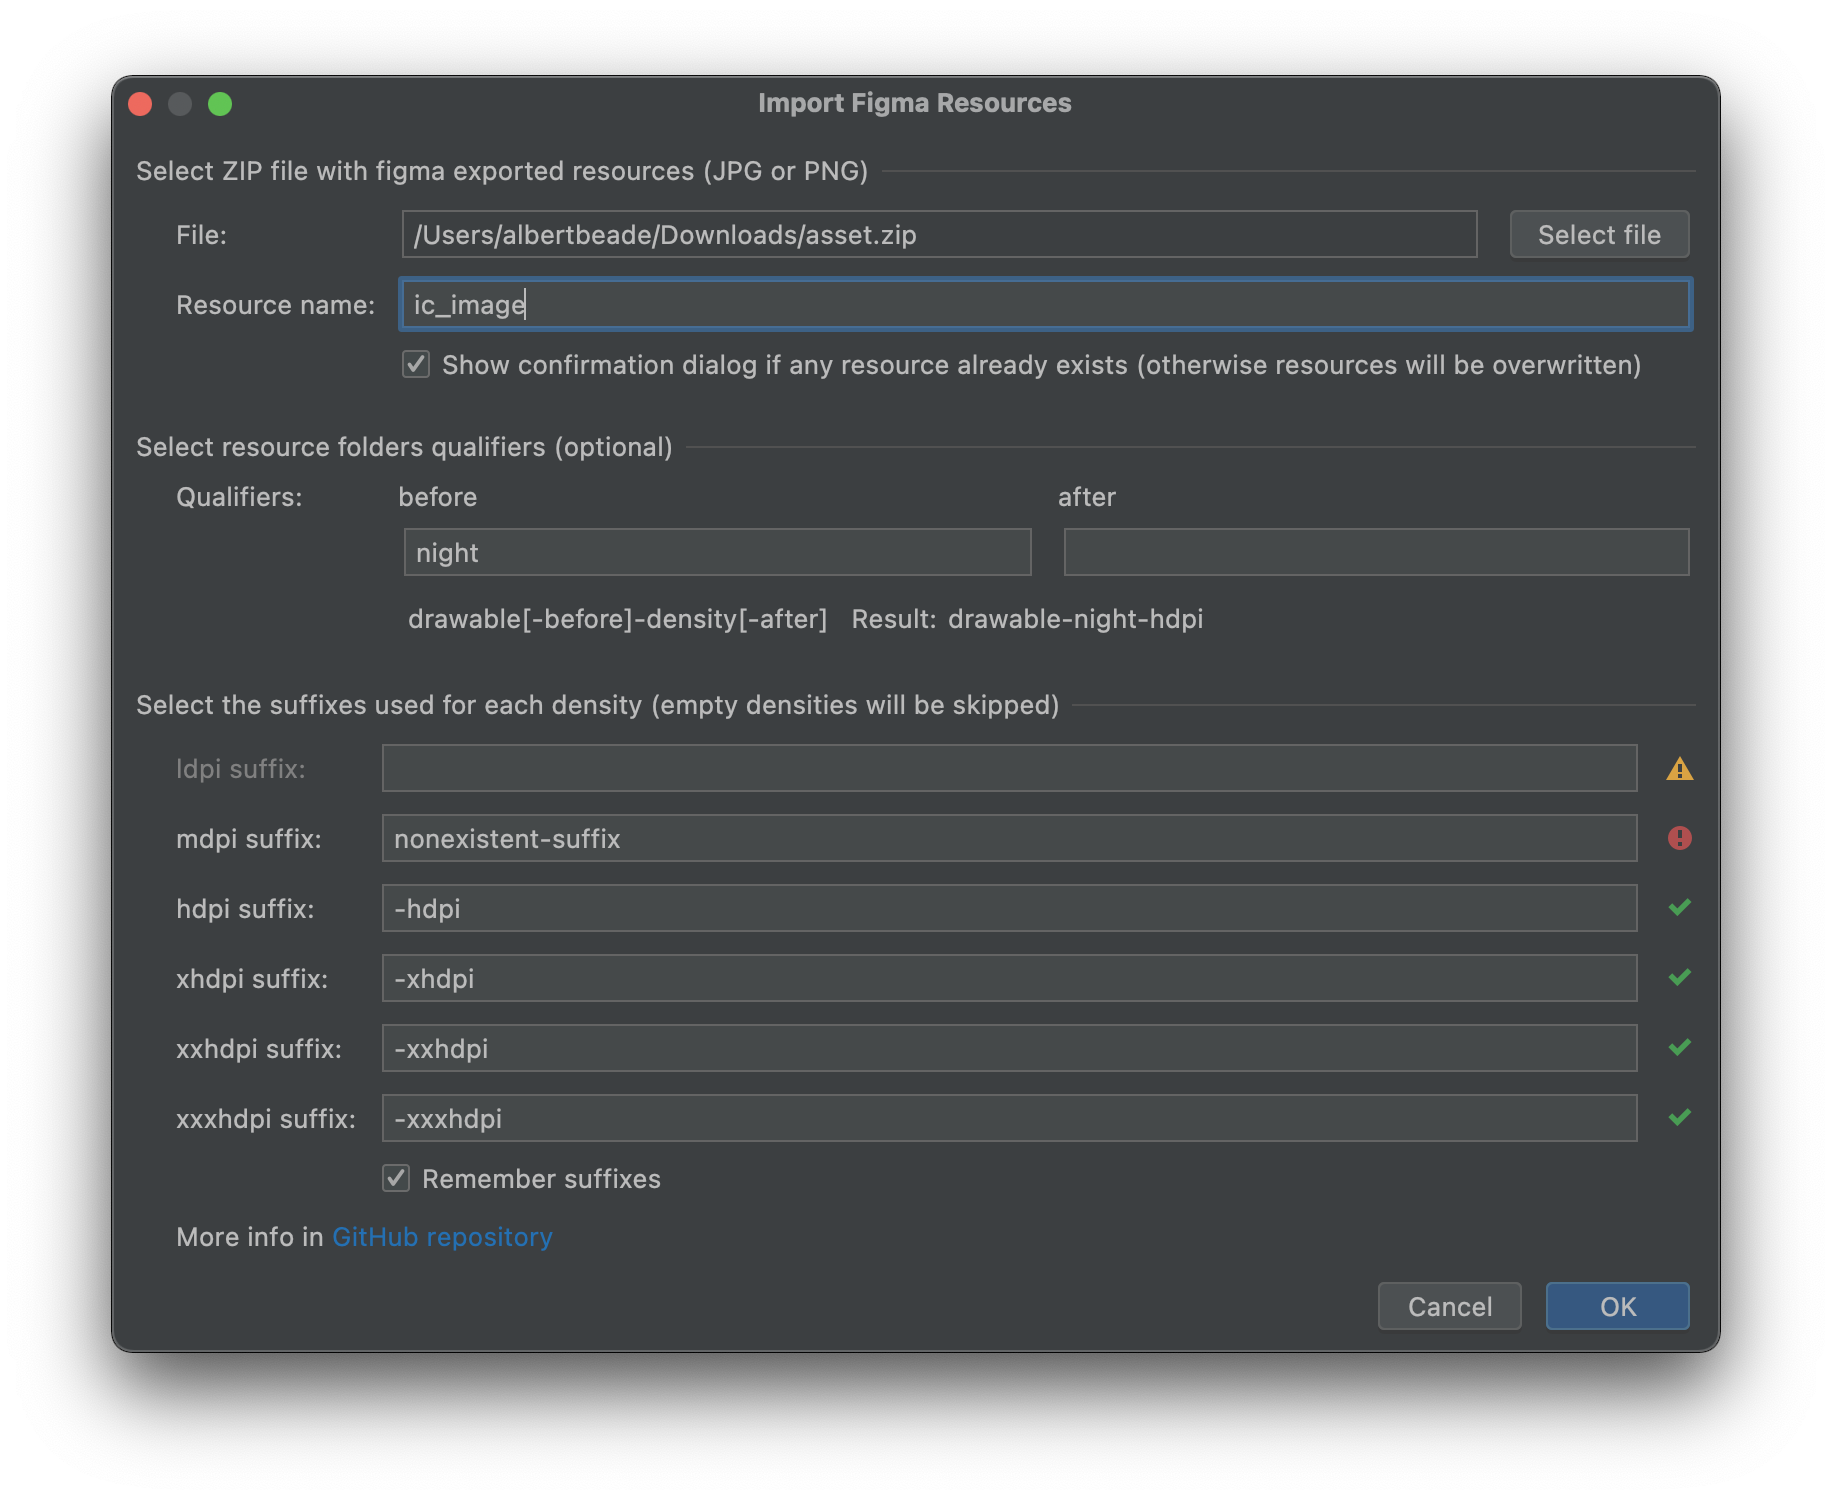 Import Figma Resources
Select ZIP file with figma exported resources (JPG or PNG)
File: /Users/albertbeade/Downloads/asset.zip Select file
Resource name: ic_image
Show confirmation dialog if any resource already exists (otherwise resources will be overwritten)
Select resource folders qualifiers (optional)
Qualifiers: before after
night
drawable[-before]-density[-after] Result: drawable-night-hdpi
Select the suffixes used for each density (empty densities will be skipped)
ldpi suffix:
mdpi suffix: nonexistent-suffix
hdpi suffix: -hdpi
xhdpi suffix: -xhdpi
xxhdpi suffix: -xxhdpi
xxxhdpi suffix: -xxxhdpi
Remember suffixes
More info in GitHub repository
Cancel OK